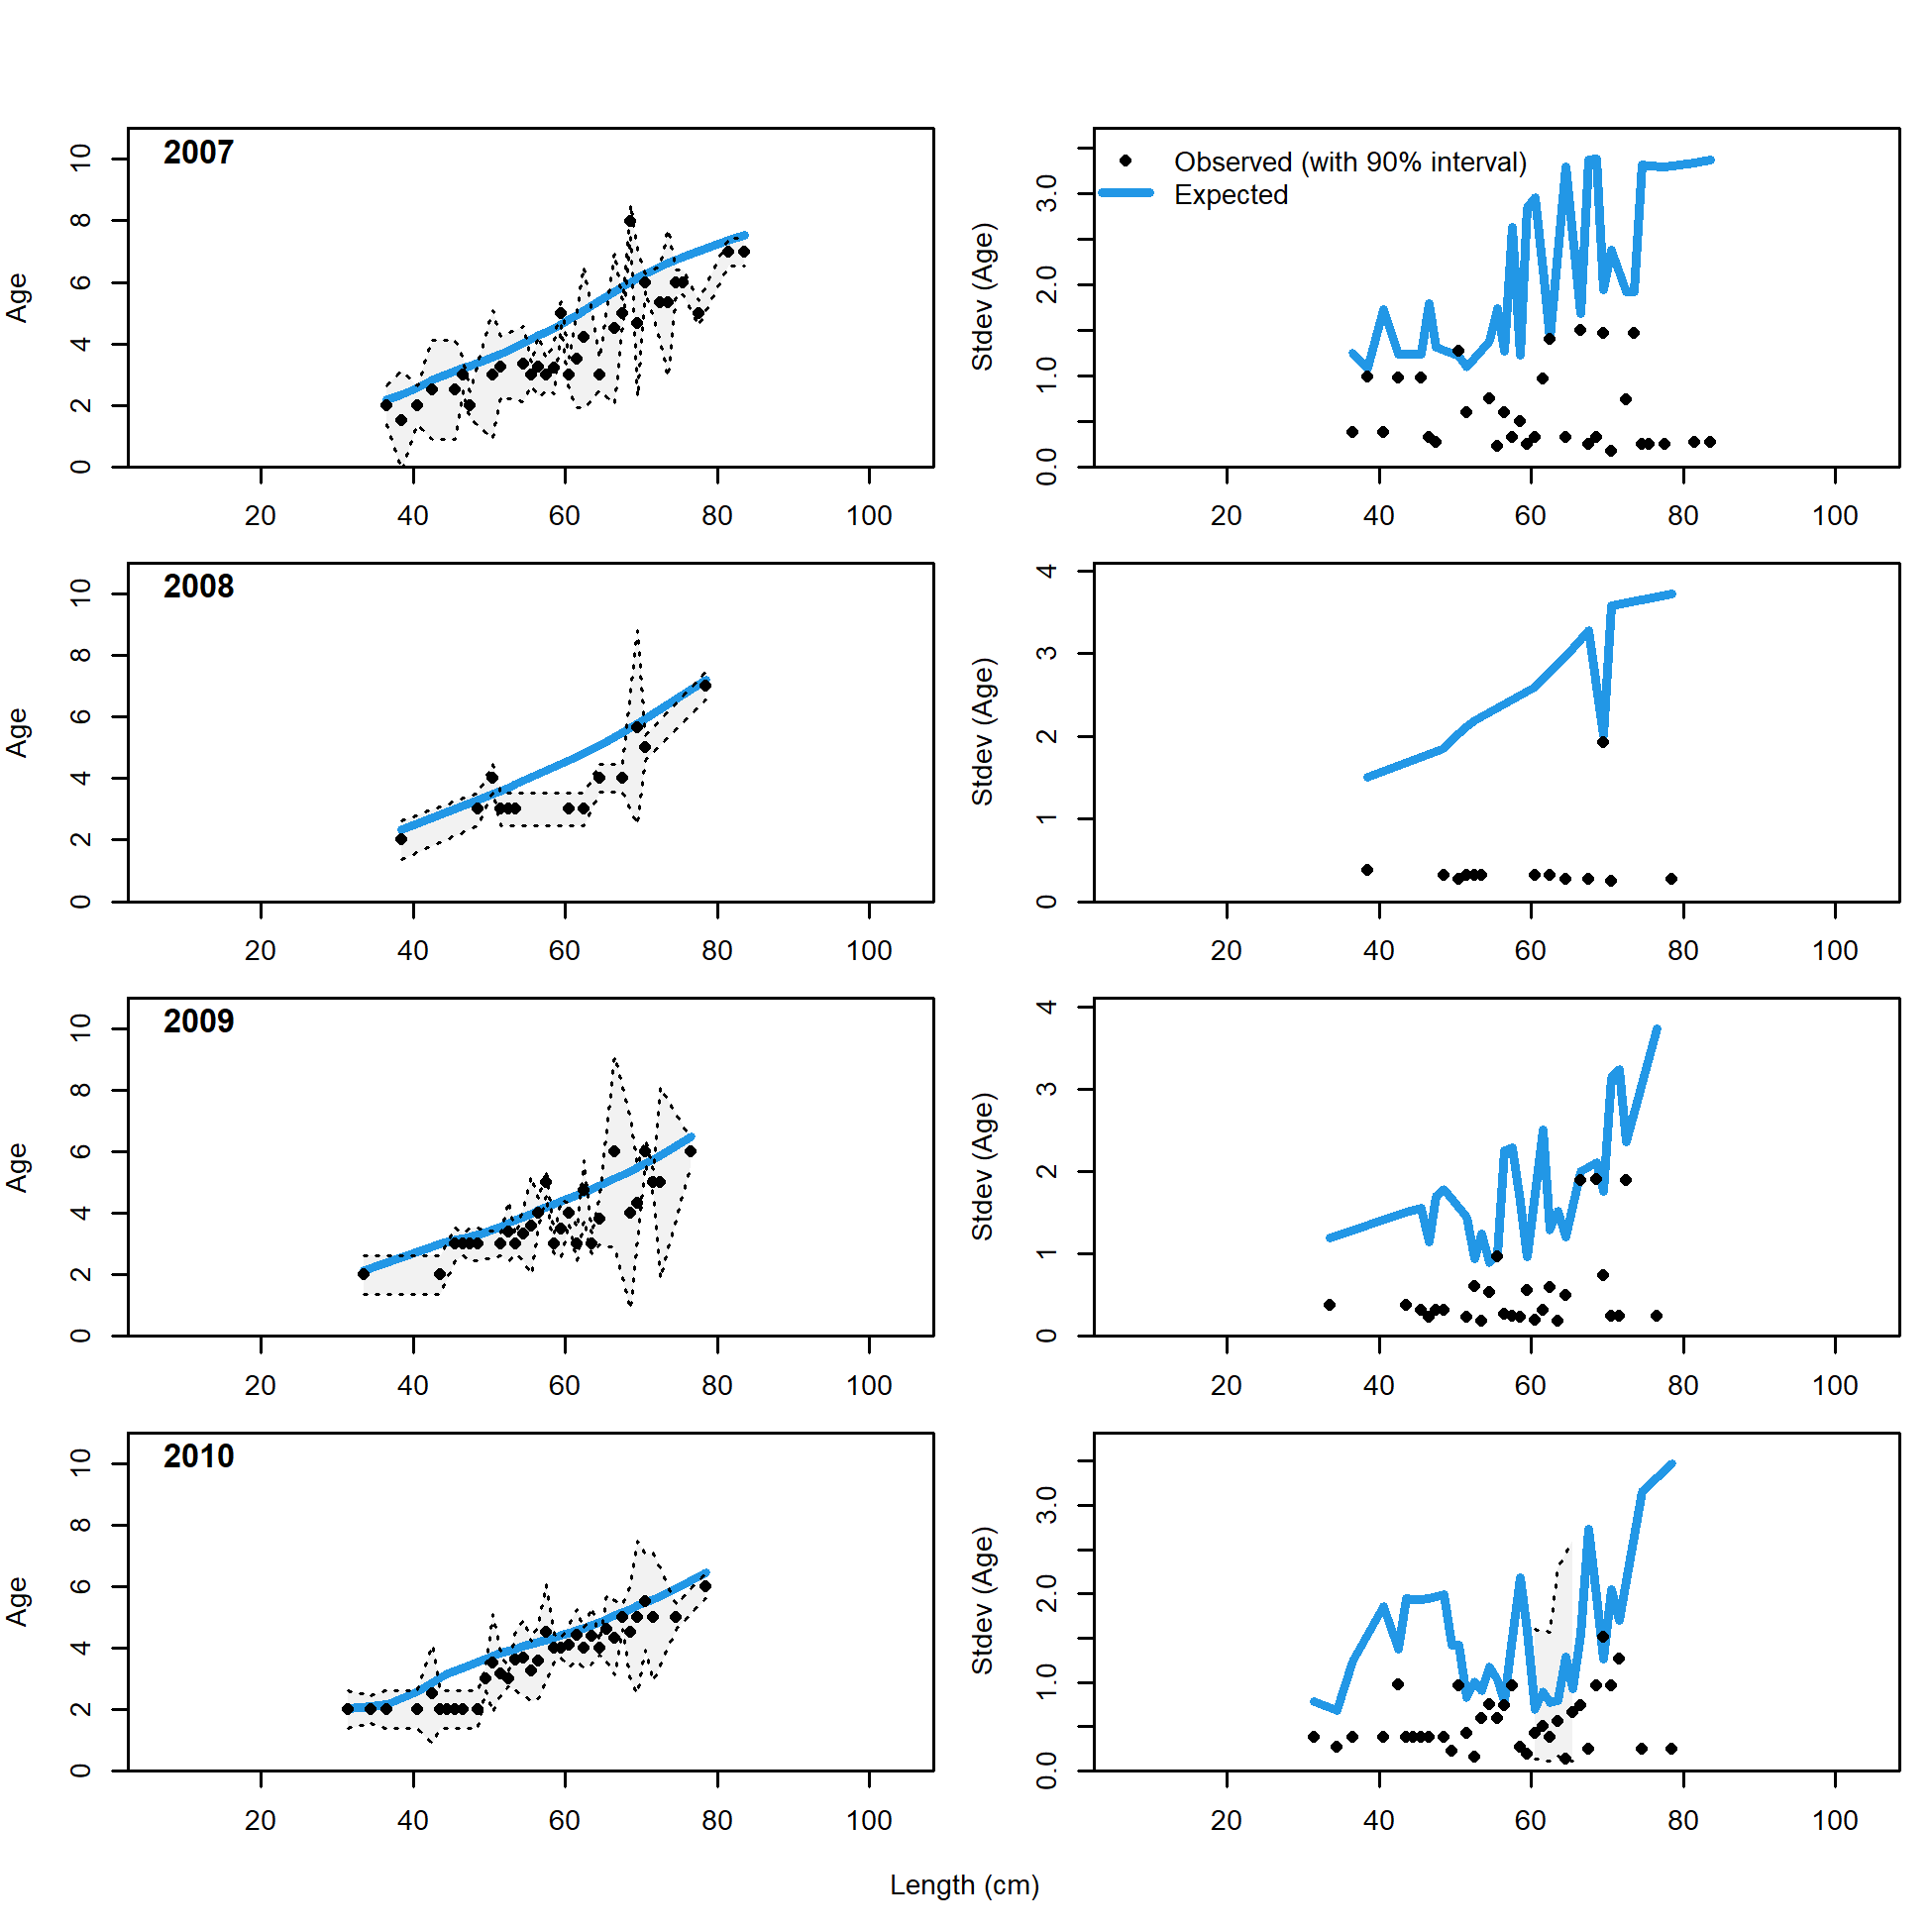 2007
Age
0 2 4 6 8 10
20 40 60 80 100
Observed (with 90% interval)
Expected
Stdev (Age)
0.0 1.0 2.0 3.0
20 40 60 80 100
2008
Age
0 2 4 6 8 10
20 40 60 80 100
Stdev (Age)
0 1 2 3 4
20 40 60 80 100
2009
Age
0 2 4 6 8 10
20 40 60 80 100
Stdev (Age)
0 1 2 3 4
20 40 60 80 100
2010
Age
0 2 4 6 8 10
20 40 60 80 100
Stdev (Age)
0.0 1.0 2.0 3.0
20 40 60 80 100
Length (cm)